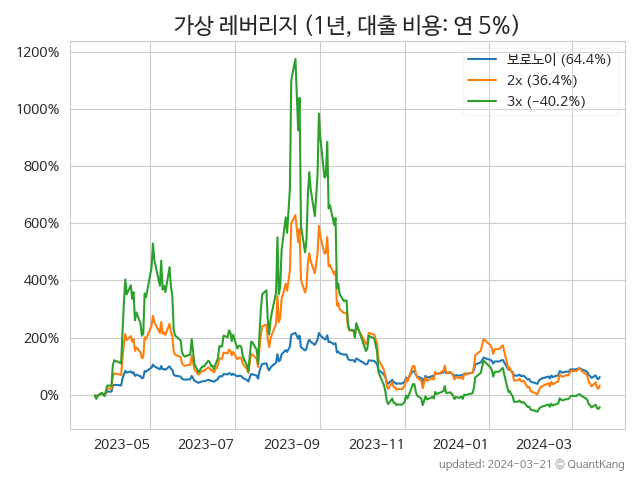 가상 레버리지 (1년, 대출 비용: 연 5%)
1200%
1000%
800%
600%
400%
200%
0%
보로노이 (64.4%)
2x (36.4%)
3x (-40.2%)
2023-05 2023-07 2023-09 2023-11 2024-01 2024-03
updated: 2024-03-21 © QuantKang